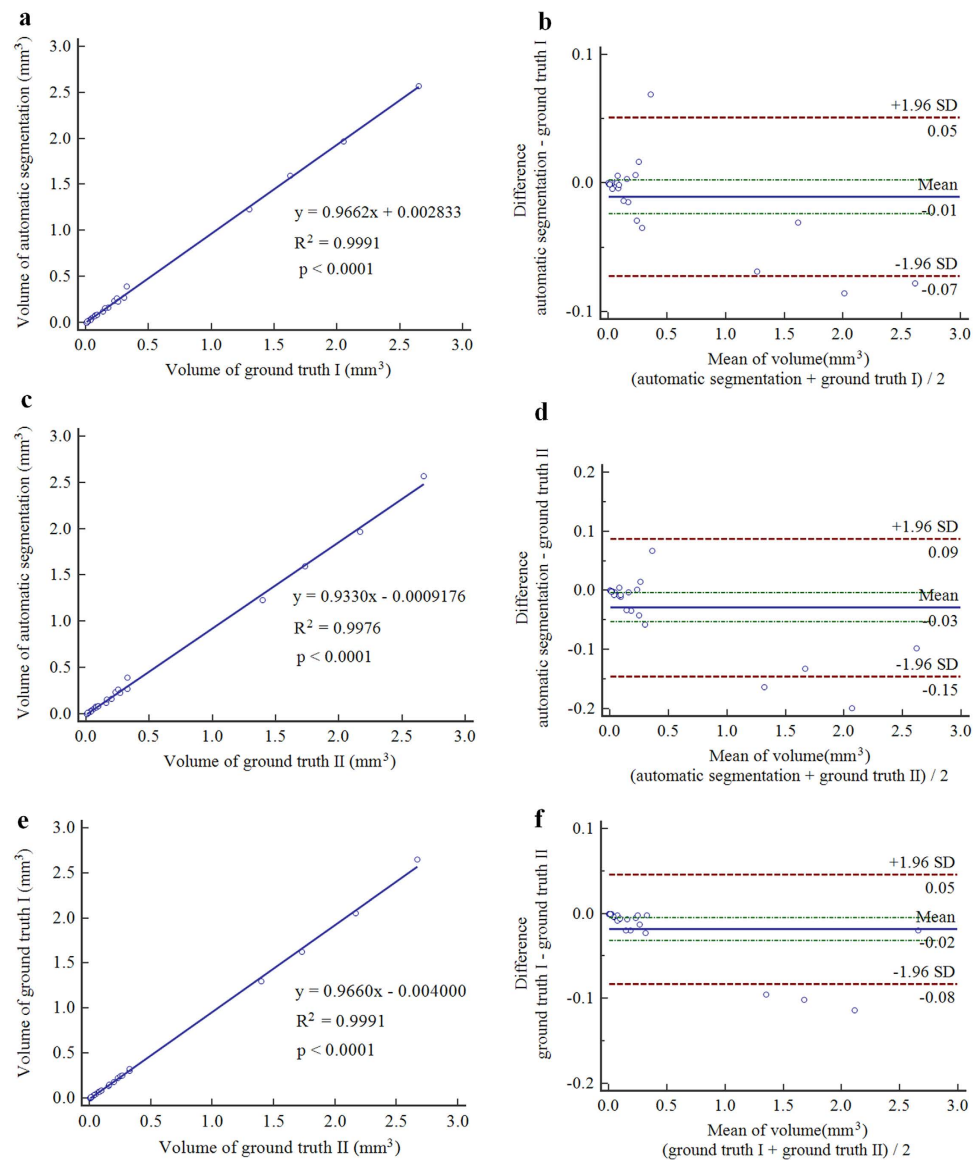 a
Volume of automatic segmentation (mm³)
3.0
2.5
2.0
1.5
1.0
0.5
0.0
y = 0.9662x + 0.002833
R² = 0.9991
p < 0.0001
0.0 0.5 1.0 1.5 2.0 2.5 3.0
Volume of ground truth I (mm³)
b
Difference
automatic segmentation - ground truth I
0.1
0.0
-0.1
+1.96 SD
0.05
Mean
-0.01
-1.96 SD
-0.07
0.0 0.5 1.0 1.5 2.0 2.5 3.0
Mean of volume(mm³)
(automatic segmentation + ground truth I) / 2
c
Volume of automatic segmentation (mm³)
3.0
2.5
2.0
1.5
1.0
0.5
0.0
y = 0.9330x - 0.0009176
R² = 0.9976
p < 0.0001
0.0 0.5 1.0 1.5 2.0 2.5 3.0
Volume of ground truth II (mm³)
d
Difference
automatic segmentation - ground truth II
0.2
0.1
0.0
-0.1
-0.2
+1.96 SD
0.09
Mean
-0.03
-1.96 SD
-0.15
0.0 0.5 1.0 1.5 2.0 2.5 3.0
Mean of volume(mm³)
(automatic segmentation + ground truth II) / 2
e
Volume of ground truth I (mm³)
3.0
2.5
2.0
1.5
1.0
0.5
0.0
y = 0.9660x - 0.004000
R² = 0.9991
p < 0.0001
0.0 0.5 1.0 1.5 2.0 2.5 3.0
Volume of ground truth II (mm³)
f
Difference
ground truth I - ground truth II
0.1
0.0
-0.1
-0.2
+1.96 SD
0.05
Mean
-0.02
-1.96 SD
-0.08
0.0 0.5 1.0 1.5 2.0 2.5 3.0
Mean of volume(mm³)
(ground truth I + ground truth II) / 2